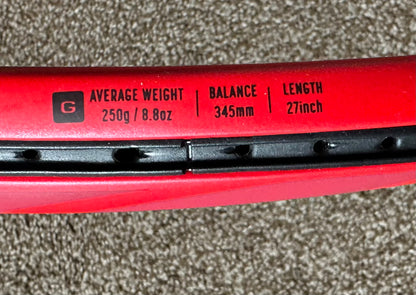 G AVERAGE WEIGHT | BALANCE | LENGTH
250g / 8.8oz | 345mm | 27inch